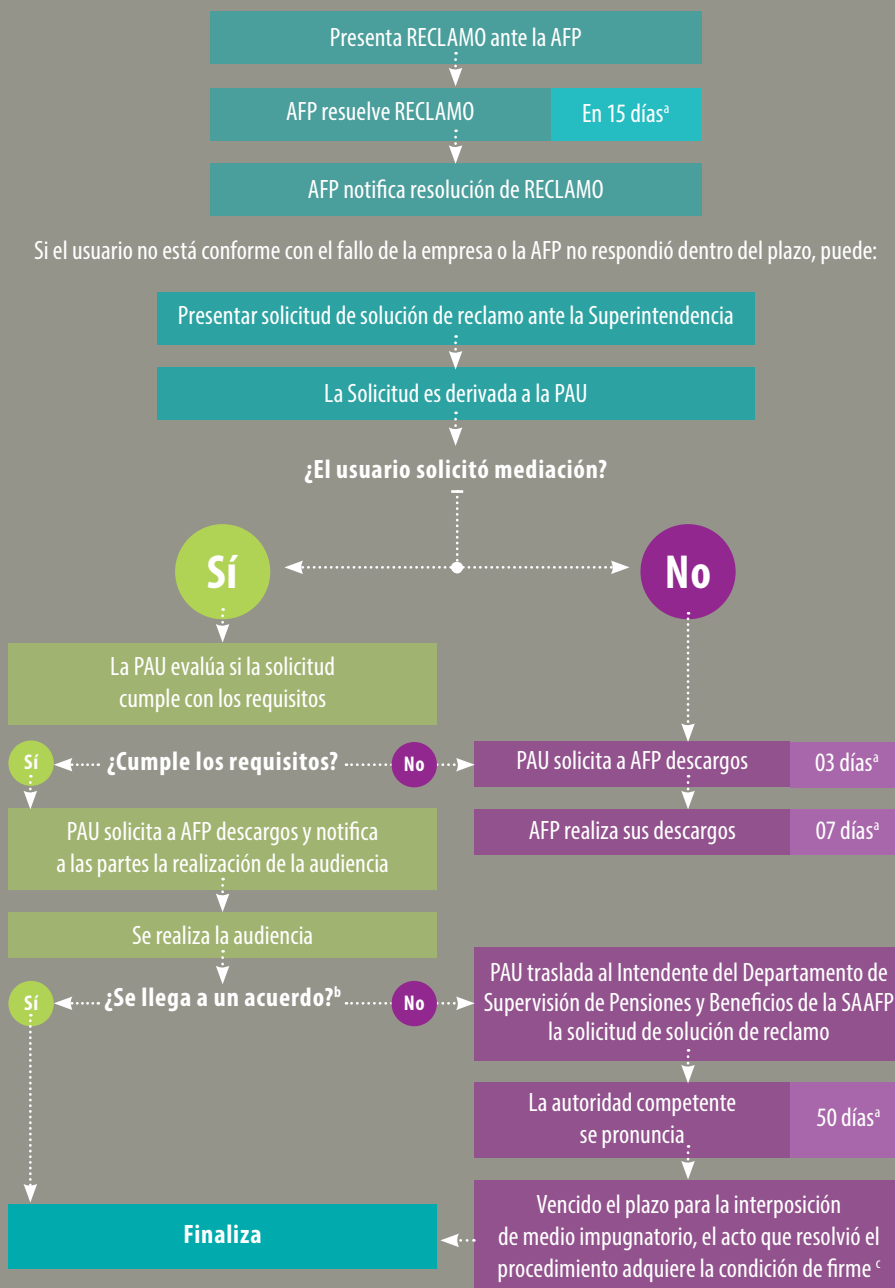 Presenta RECLAMO ante la AFP
AFP resuelve RECLAMO
En 15 díasª
AFP notifica resolución de RECLAMO
Si el usuario no está conforme con el fallo de la empresa o la AFP no respondió dentro del plazo, puede:
Presentar solicitud de solución de reclamo ante la Superintendencia
La Solicitud es derivada a la PAU
¿El usuario solicitó mediación?
Sí
No
La PAU evalúa si la solicitud
cumple con los requisitos
Sí
¿Cumple los requisitos?
No
PAU solicita a AFP descargos
03 díasª
AFP realiza sus descargos
07 díasª
PAU solicita a AFP descargos y notifica
a las partes la realización de la audiencia
Se realiza la audiencia
Sí
¿Se llega a un acuerdo?ᵇ
No
PAU traslada al Intendente del Departamento de
Supervisión de Pensiones y Beneficios de la SAAFP
la solicitud de solución de reclamo
La autoridad competente
se pronuncia
50 díasª
Vencido el plazo para la interposición
de medio impugnatorio, el acto que resolvió el
procedimiento adquiere la condición de firme ᶜ
Finaliza